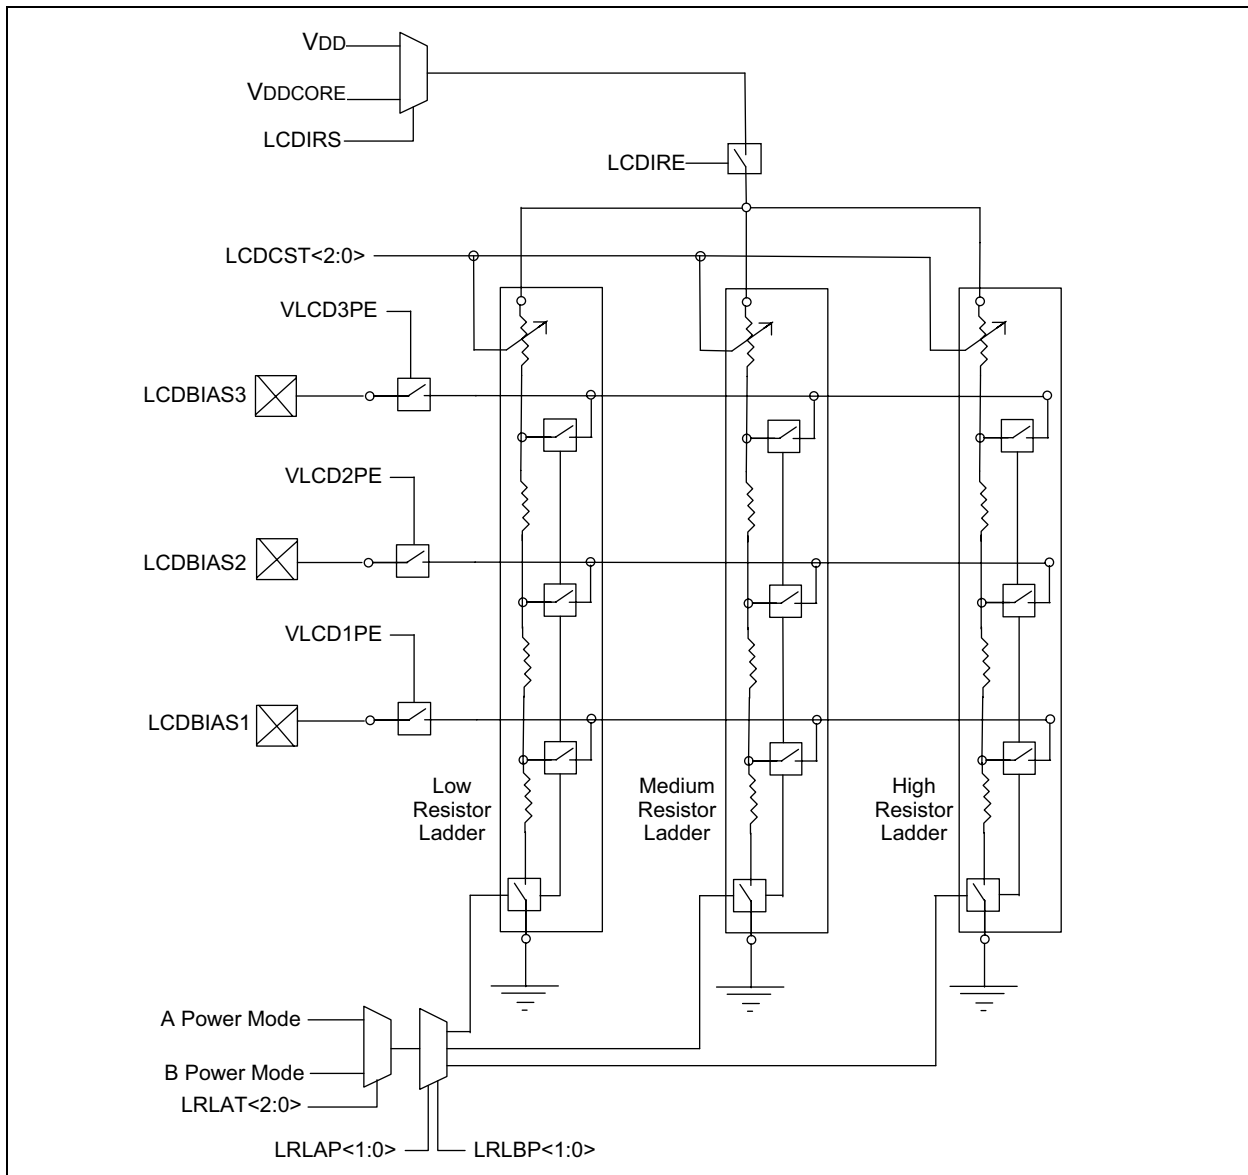 VDD
VDDCORE
LCDIRS
LCDIRE
LCDCST<2:0>
VLCD3PE
LCDBIAS3
VLCD2PE
LCDBIAS2
VLCD1PE
LCDBIAS1
Low
Resistor
Ladder
Medium
Resistor
Ladder
High
Resistor
Ladder
A Power Mode
B Power Mode
LRLAT<2:0>
LRLAP<1:0>
LRLBP<1:0>